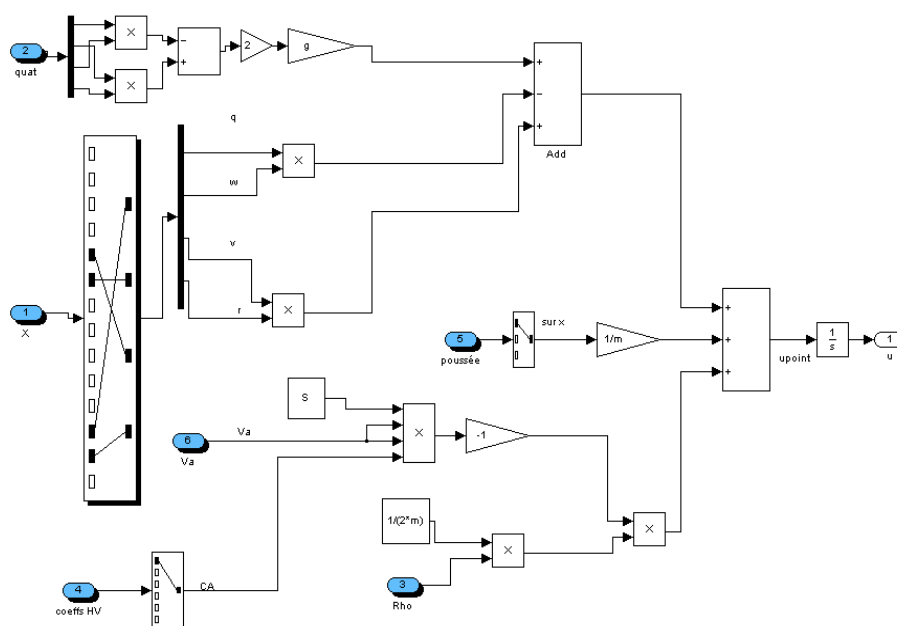 2
quat
×
×
−
+
2
g
+
−
+
Add
q
w
v
r
×
×
1
X
5
poussée
sur x
1/m
+
+
+
upoint
1
s
1
u
S
6
Va
Va
×
-1
1/(2*m)
×
×
3
Rho
4
coeffs HV
CA